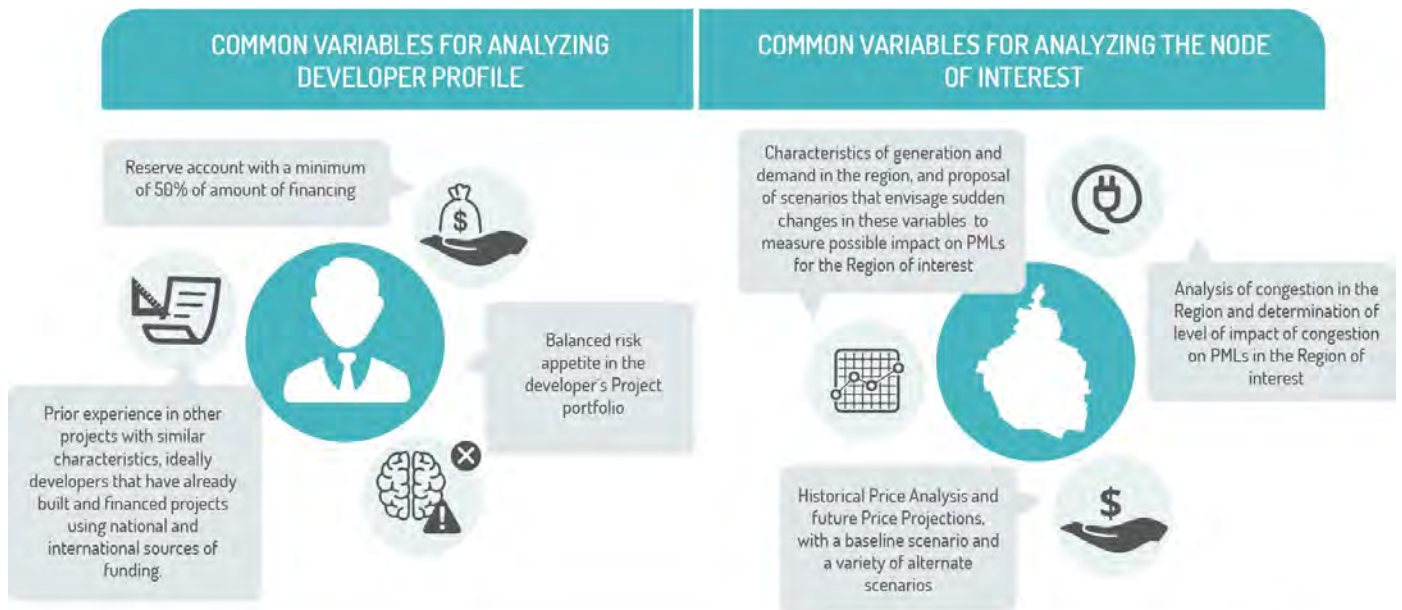 COMMON VARIABLES FOR ANALYZING
DEVELOPER PROFILE
Reserve account with a minimum
of 50% of amount of financing
$
Prior experience in other
projects with similar
characteristics, ideally
developers that have already
built and financed projects
using national and
international sources of
funding.
Balanced risk
appetite in the
developer's Project
portfolio
COMMON VARIABLES FOR ANALYZING THE NODE
OF INTEREST
Characteristics of generation and
demand in the region, and proposal
of scenarios that envisage sudden
changes in these variables to
measure possible impact on PMLs
for the Region of interest
Analysis of congestion in the
Region and determination of
level of impact of congestion
on PMLs in the Region of
interest
Historical Price Analysis and
future Price Projections,
with a baseline scenario and
a variety of alternate
scenarios
$